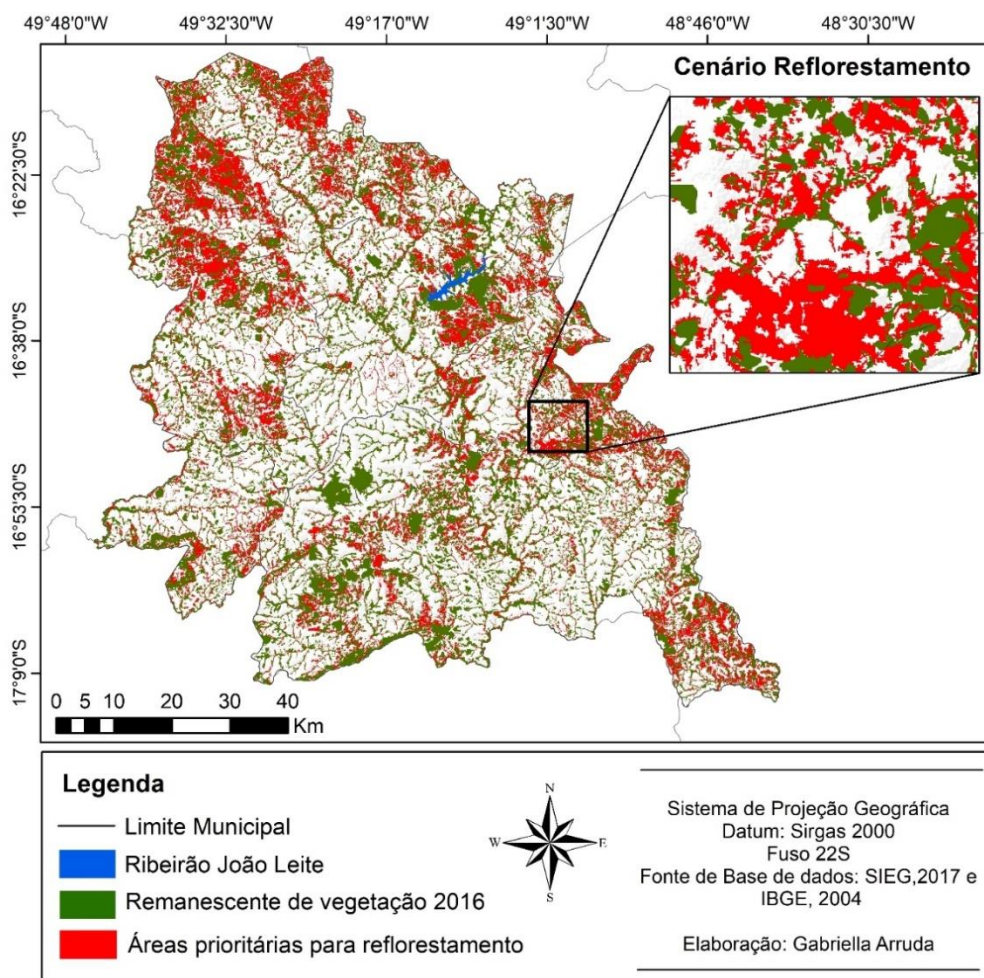 49°48'0"W 49°32'30"W 49°17'0"W 49°11'30"W 48°46'0"W 48°30'30"W
Cenário Reflorestamento
16°22'30"S
16°38'0"S
16°53'30"S
17°9'0"S
0 5 10 20 30 40
Km
Legenda
Limite Municipal
Ribeirão João Leite
Remanescente de vegetação 2016
Áreas prioritárias para reflorestamento
N
W E
S
Sistema de Projeção Geográfica
Datum: Sirgas 2000
Fuso 22S
Fonte de Base de dados: SIEG,2017 e
IBGE, 2004
Elaboração: Gabriella Arruda